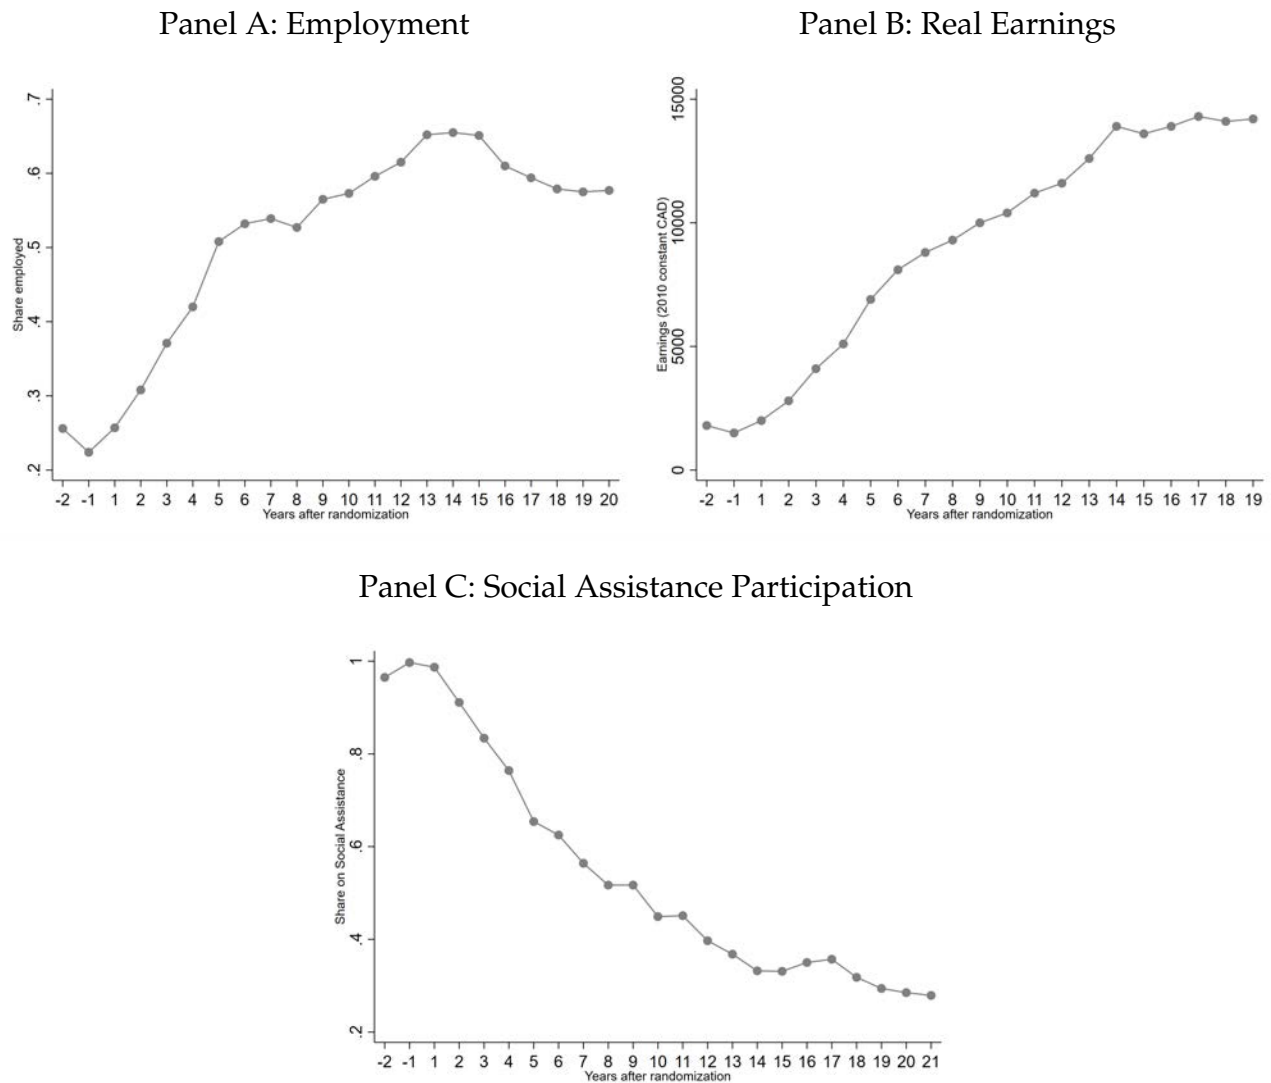 Panel A: Employment
Panel B: Real Earnings
Share employed
.7
.6
.5
.4
.3
.2
-2 -1 1 2 3 4 5 6 7 8 9 10 11 12 13 14 15 16 17 18 19 20
Years after randomization
Earnings (2010 constant CAD)
15000
10000
5000
0
-2 -1 1 2 3 4 5 6 7 8 9 10 11 12 13 14 15 16 17 18 19
Years after randomization
Panel C: Social Assistance Participation
Share on Social Assistance
1
.8
.6
.4
.2
-2 -1 1 2 3 4 5 6 7 8 9 10 11 12 13 14 15 16 17 18 19 20 21
Years after randomization